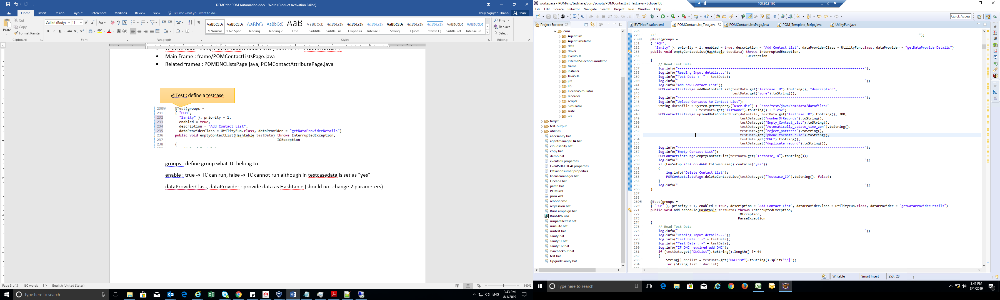 DEMO for POM Automation.docx - Word (Product Activation Failed)
File Home Insert Design Layout References Mailings Review View Tell me what you want to do... Thuy Nguyen Thanh Share
Paste
Cut
Copy
Format Painter
Calibri (Body) 11
Clipboard Font Paragraph Styles Editing
AaBbCcDc AaBbCcDc AaBbCc AaBbCcD AaB AaBbCcD AaBbCcDc AaBbCcDc AaBbCcDc AaBbCcDc AaBbCcDc AaBbCcDc AaBbCcDc AaBbCcDc
¶ Normal ¶ No Spac... Heading 1 Heading 2 Title Subtitle Subtle Em... Emphasis Intense E... Strong Quote Intense Q... Subtle Ref... Intense Re...
Find
Replace
Select
Testcasedata : data/testcasedata/Contact.xlsx , data sheet : ContactBrowser
• Main Frame : frame/POMContactListsPage.java
• Related frames : POMDNCListsPage.java, POMContactAttributePage.java
@Test : define a testcase
230 @Test(groups =
231 { "POM",
232 "Sanity" }, priority = 1,
233 enabled = true,
234 description = "Add Contact List",
235 dataProviderClass = UtilityFun.class, dataProvider = "getDataProviderDetails")
236 public void emptyContactList(Hashtable testData) throws InterruptedException,
237 IOException
238 {
groups : define group what TC belong to
enable : true -> TC can run, false -> TC cannot run although in testcasedata is set as “yes”
dataProviderClass, dataProvider : provide data as Hashtable (should not change 2 parameters)
Page 3 of 3 190 words English (United States) 140%
Type here to search
ENG
3:43 PM
8/1/2019
workspace - POM/src/test/java/com/scripts/POMContactList_Test.java - Eclipse IDE
100.30.8.166
File Edit Source Refactor Navigate Search Project Run Window Help
Quick Access
Project Explorer
com
AgentSim
AgentSimulator
data
driver
EventSDK
ExternalSelectionSimulator
frame
Installer
JavaSDK
jira
lib
OceanaSimulator
recorder
scripts
Simulator
suite
ws
target
test-output
utilities
aaccsanity.bat
agentmanagerHA.bat
cloudsanity.bat
copy.bat
demo.bat
eventsdk.properties
EventSDKLOG4J.properties
kafkaconsumer.properties
licensemanager.bat
Oceana.bat
patch.bat
POM.iml
pom.xml
reboot.cmd
regression.bat
RunCampaign.bat
RunMVN.vbs
runparalleltest.bat
runsuite.bat
runtest.bat
sanity.bat
sanity31.bat
sanity312.bat
svncheckout.bat
test.bat
UpgradeSanity.bat
BVTNotification.xml POMContactList_Test.java POMContactListsPage.java POM_Template_Script.java UtilityFun.java
228
229 //"--------------------------------------------------------------------------------");
230 @Test(groups =
231 { "POM",
232 "Sanity" }, priority = 1, enabled = true, description = "Add Contact List", dataProviderClass = UtilityFun.class, dataProvider = "getDataProviderDetails")
233 public void emptyContactList(Hashtable testData) throws InterruptedException,
234 IOException
235 {
236 // Read Test Data
237 log.info("--------------------------------------------------------------------------------");
238 log.info("Reading Input details...");
239 log.info("Test Data : -" + testData);
240 log.info("--------------------------------------------------------------------------------");
241 log.info("Add new Contact List");
242 POMContactListsPage.addNewContactList(testData.get("Testcase_ID").toString(), "description",
243 testData.get("zone").toString());
244 log.info("--------------------------------------------------------------------------------");
245 log.info("Upload Contacts to Contact List");
246 String datasfile = System.getProperty("user.dir") + "/src/test/java/com/data/datafiles/"
247 + testData.get("listName").toString() + ".csv";
248 POMContactListsPage.uploadDataContactList(datasfile, testData.get("Testcase_ID").toString(), 300,
249 testData.get("numberOfRecords").toString(),
250 testData.get("Empty_Contact_List").toString(),
251 testData.get("Automatically_update_time_zon").toString(),
252 testData.get("reject_patterns").toString(),
253 testData.get("phone_formats_rule").toString(),
254 testData.get("DNC").toString(),
255 testData.get("duplicate_record").toString());
256 log.info("--------------------------------------------------------------------------------");
257 log.info("Empty Contact List");
258 POMContactListsPage.emptyContactList(testData.get("Testcase_ID").toString());
259 log.info("--------------------------------------------------------------------------------");
260 if (EnvSetup.TEST_CLEANUP.toLowerCase().contains("yes"))
261 {
262 log.info("Delete Contact List");
263 POMContactListsPage.deleteContactList(testData.get("Testcase_ID").toString(), false);
264 }
265 log.info("--------------------------------------------------------------------------------");
266 }
267
268
269 @Test(groups =
270 { "POM" }, priority = 1, enabled = true, description = "Add Contact List", dataProviderClass = UtilityFun.class, dataProvider = "getDataProviderDetails")
271 public void add_schedule(Hashtable testData) throws InterruptedException,
272 IOException,
273 ParseException
274 {
275 // Read Test Data
276 log.info("--------------------------------------------------------------------------------");
277 log.info("Reading Input details...");
278 log.info("Test Data : -" + testData);
279 log.info("Test Data : -" + testData);
280 log.info("IF DNC required add DNC");
281 if (testData.get("DNCList").toString().length() != 0)
282 {
283 String[] dnclist = testData.get("DNCList").toString().split("\\|");
284 for (String list : dnclist)
Writable Smart Insert 253 : 28
Type here to search
3:41 PM
8/1/2019